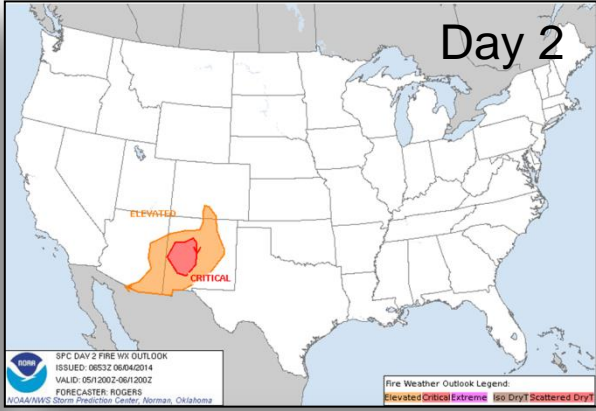 Day 2
ELEVATED
CRITICAL
NOAA
SPC DAY 2 FIRE WX OUTLOOK
ISSUED: 0653Z 06/04/2014
VALID: 05/1200Z-06/1200Z
FORECASTER: ROGERS
NOAA/NWS Storm Prediction Center, Norman, Oklahoma
Fire Weather Outlook Legend:
Elevated Critical Extreme Iso DryT Scattered DryT